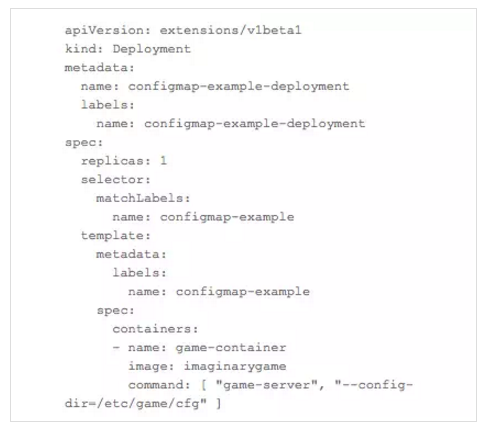 apiVersion: extensions/v1beta1
kind: Deployment
metadata:
  name: configmap-example-deployment
  labels:
    name: configmap-example-deployment
spec:
  replicas: 1
  selector:
    matchLabels:
      name: configmap-example
  template:
    metadata:
      labels:
        name: configmap-example
    spec:
      containers:
      - name: game-container
        image: imaginarygame
        command: [ "game-server", "--config-
dir=/etc/game/cfg" ]